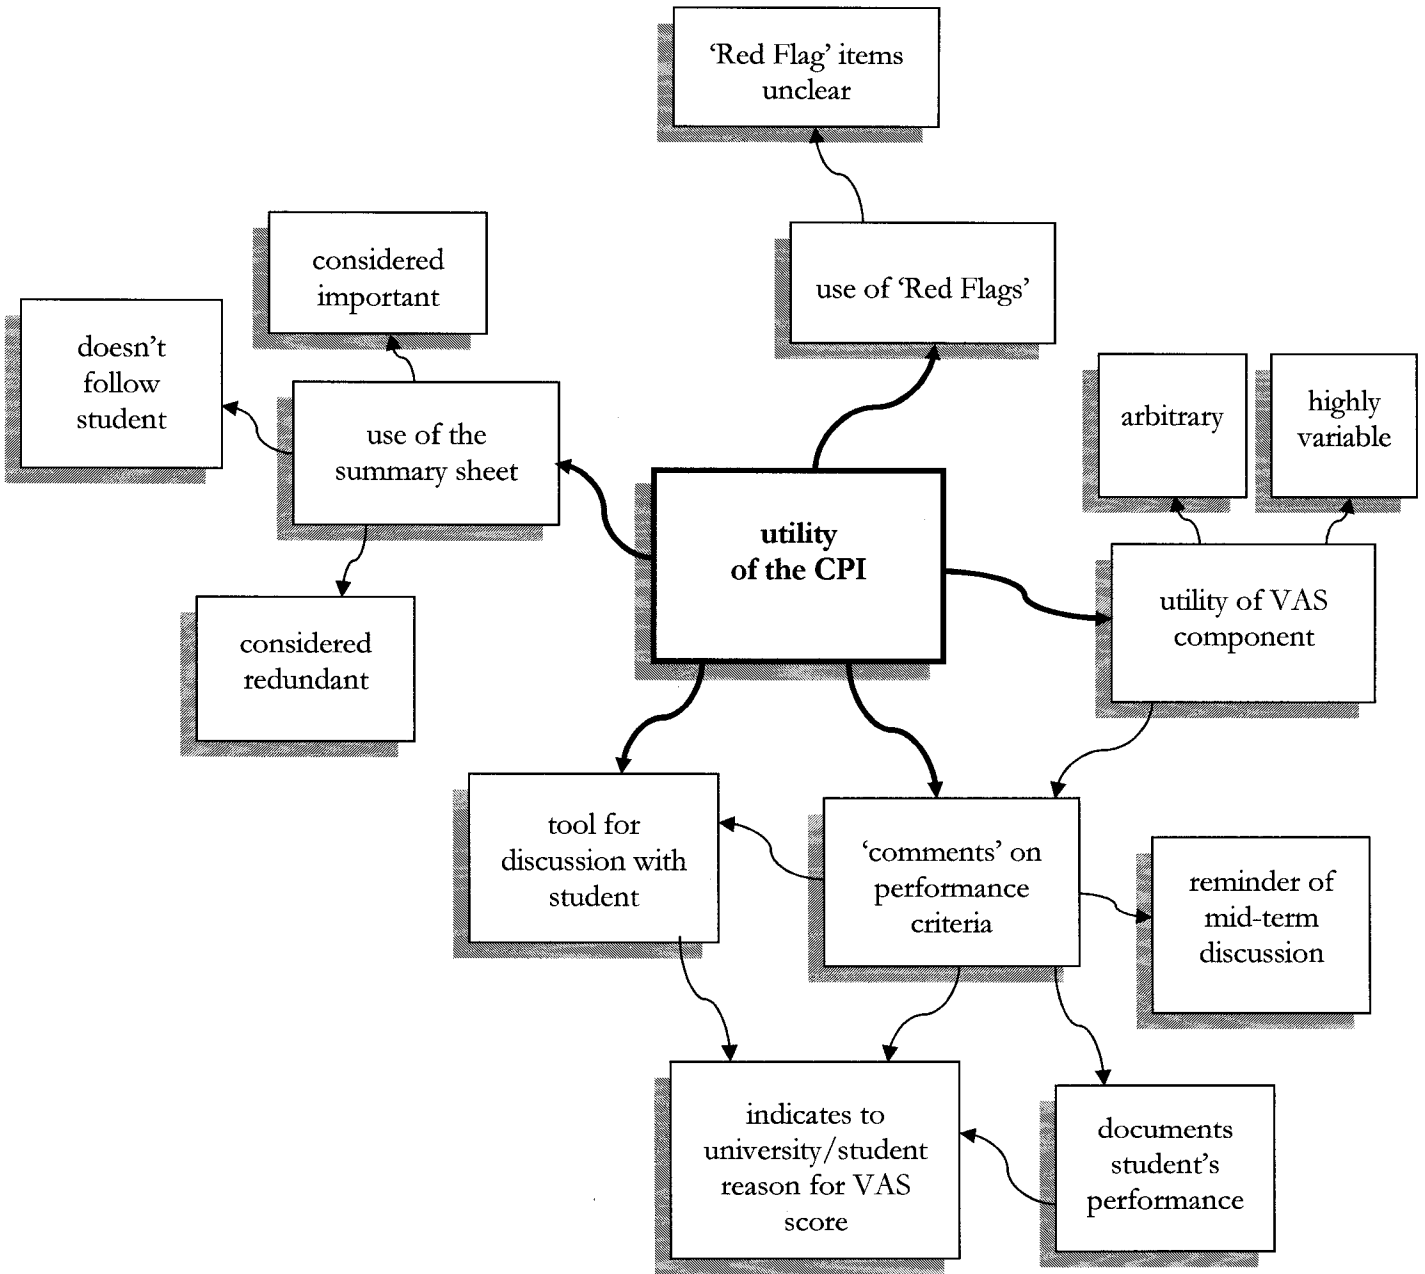 ‘Red Flag’ items
unclear
considered
important
use of ‘Red Flags’
doesn’t
follow
student
use of the
summary sheet
arbitrary
highly
variable
utility
of the CPI
utility of VAS
component
considered
redundant
tool for
discussion with
student
‘comments’ on
performance
criteria
reminder of
mid-term
discussion
indicates to
university/student
reason for VAS
score
documents
student’s
performance